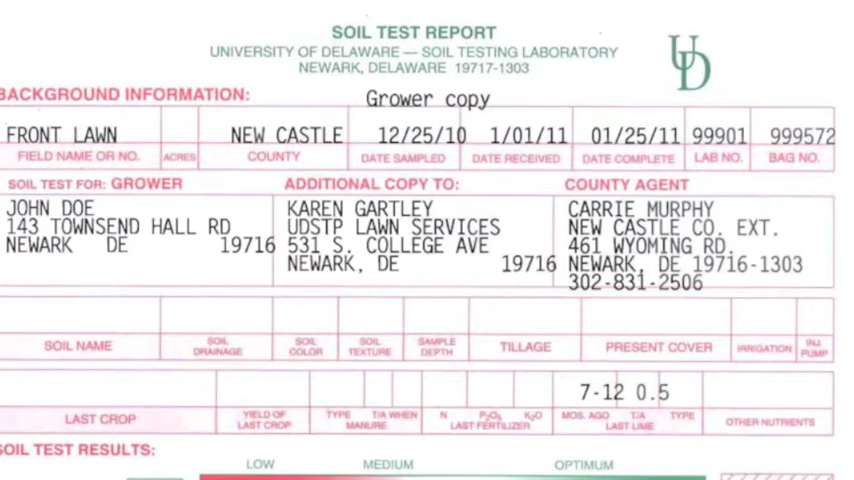 SOIL TEST REPORT
UNIVERSITY OF DELAWARE — SOIL TESTING LABORATORY
NEWARK, DELAWARE 19717-1303
UD
BACKGROUND INFORMATION:
Grower copy
FRONT LAWN NEW CASTLE 12/25/10 1/01/11 01/25/11 99901 999572
FIELD NAME OR NO. ACRES COUNTY DATE SAMPLED DATE RECEIVED DATE COMPLETE LAB NO. BAG NO.
SOIL TEST FOR: GROWER ADDITIONAL COPY TO: COUNTY AGENT
JOHN DOE KAREN GARTLEY CARRIE MURPHY
143 TOWNSEND HALL RD UDSTP LAWN SERVICES NEW CASTLE CO. EXT.
NEWARK DE 19716 531 S. COLLEGE AVE 461 WYOMING RD.
NEWARK, DE 19716 NEWARK, DE 19716-1303
302-831-2506
SOIL NAME SOIL DRAINAGE SOIL COLOR SOIL TEXTURE SAMPLE DEPTH TILLAGE PRESENT COVER IRRIGATION INJ. PUMP
7-12 0.5
LAST CROP YIELD OF LAST CROP TYPE T/A WHEN N P₂O₅ K₂O MOS. AGO T/A TYPE OTHER NUTRIENTS
MANURE LAST FERTILIZER LAST LIME
SOIL TEST RESULTS:
LOW MEDIUM OPTIMUM